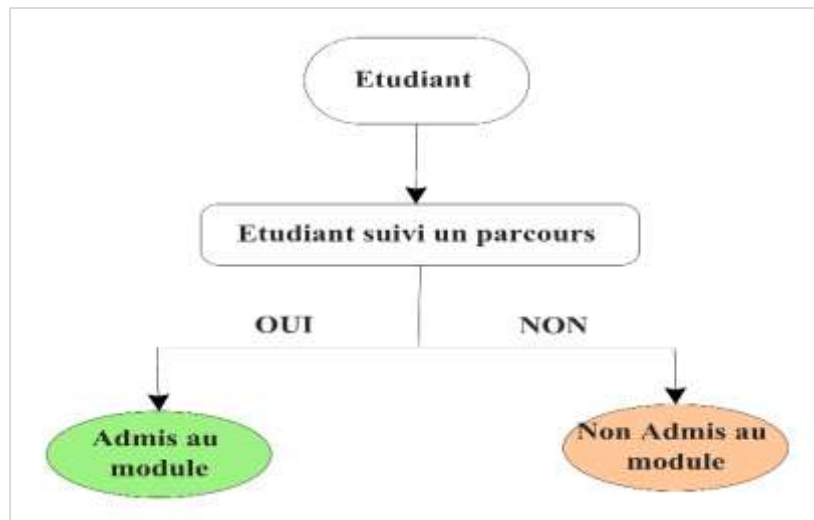 Etudiant
Etudiant suivi un parcours
OUI
NON
Admis au
module
Non Admis au
module